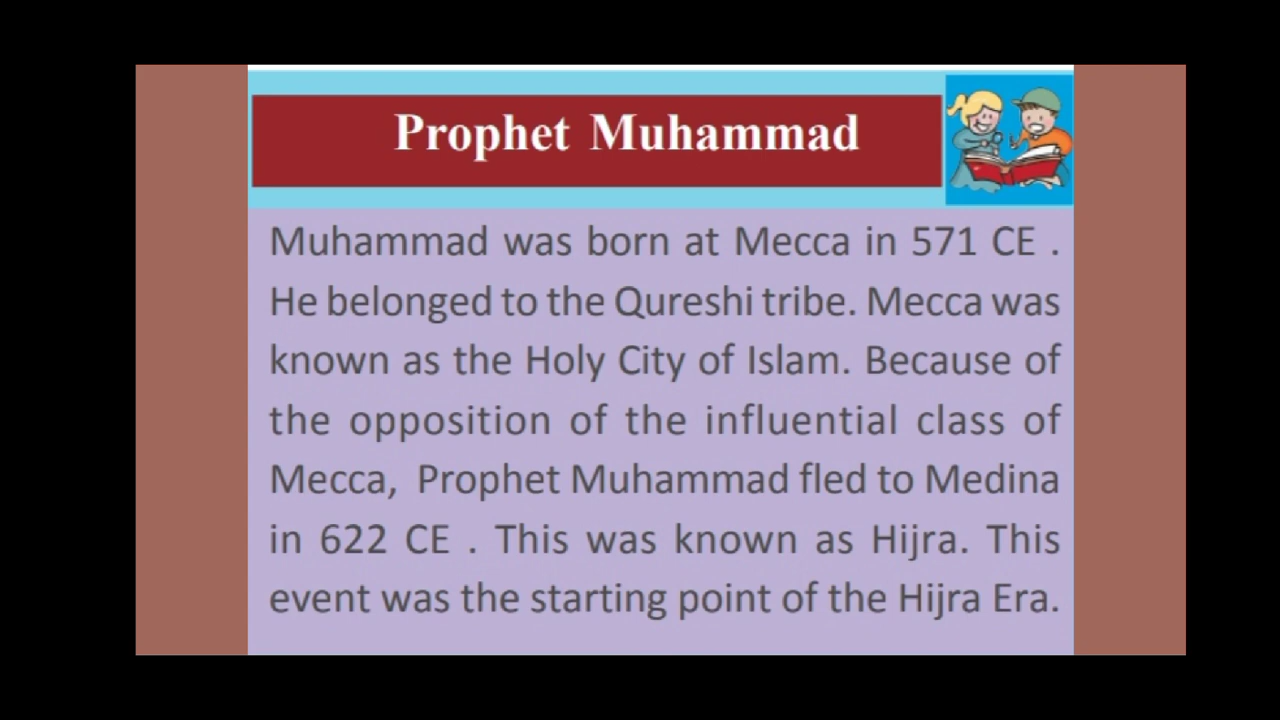 Prophet Muhammad
Muhammad was born at Mecca in 571 CE .
He belonged to the Qureshi tribe. Mecca was
known as the Holy City of Islam. Because of
the opposition of the influential class of
Mecca, Prophet Muhammad fled to Medina
in 622 CE . This was known as Hijra. This
event was the starting point of the Hijra Era.